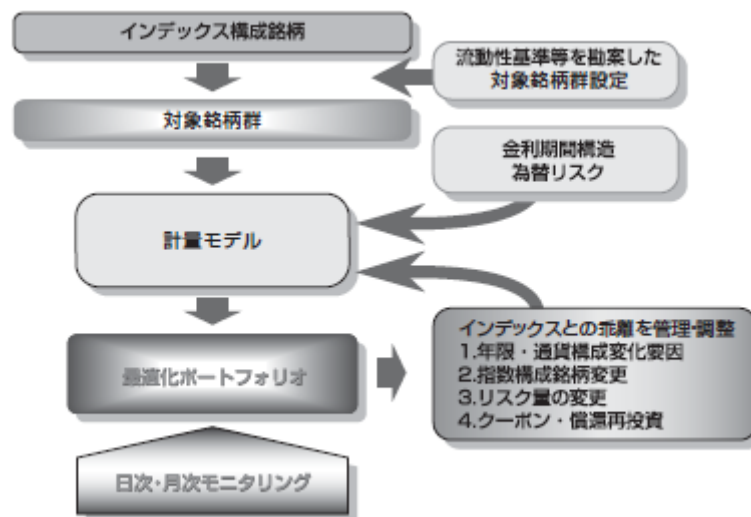 インデックス構成銘柄
流動性基準等を勘案した
対象銘柄群設定
対象銘柄群
金利期間構造
為替リスク
計量モデル
インデックスとの乖離を管理・調整
1.年限・通貨構成変化要因
2.指数構成銘柄変更
3.リスク量の変更
4.クーポン・償還再投資
最適化ポートフォリオ
日次・月次モニタリング